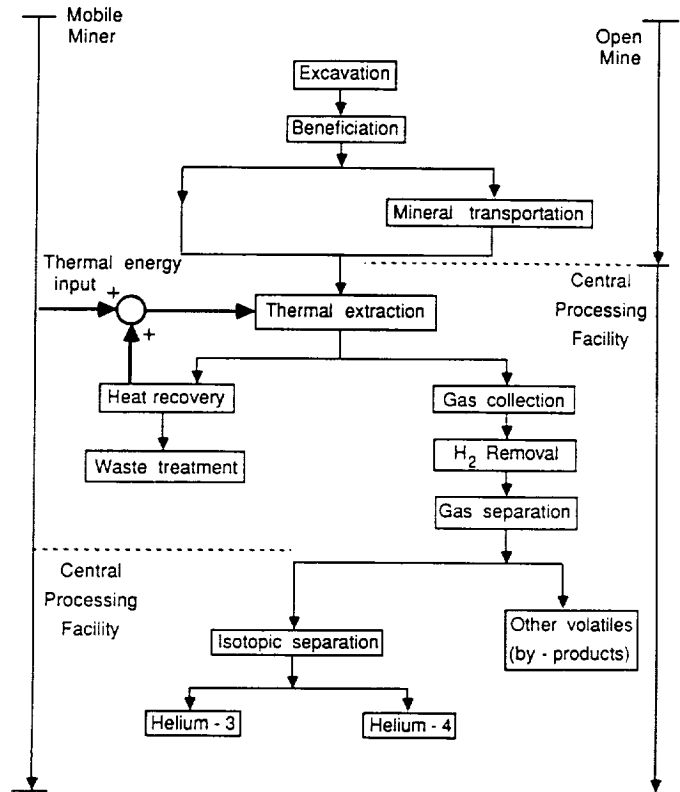 Mobile
Miner
Open
Mine
Excavation
Beneficiation
Mineral transportation
Thermal energy
input
+
+
Thermal extraction
Central
Processing
Facility
Heat recovery
Gas collection
Waste treatment
H2 Removal
Gas separation
Central
Processing
Facility
Isotopic separation
Other volatiles
(by - products)
Helium - 3
Helium - 4